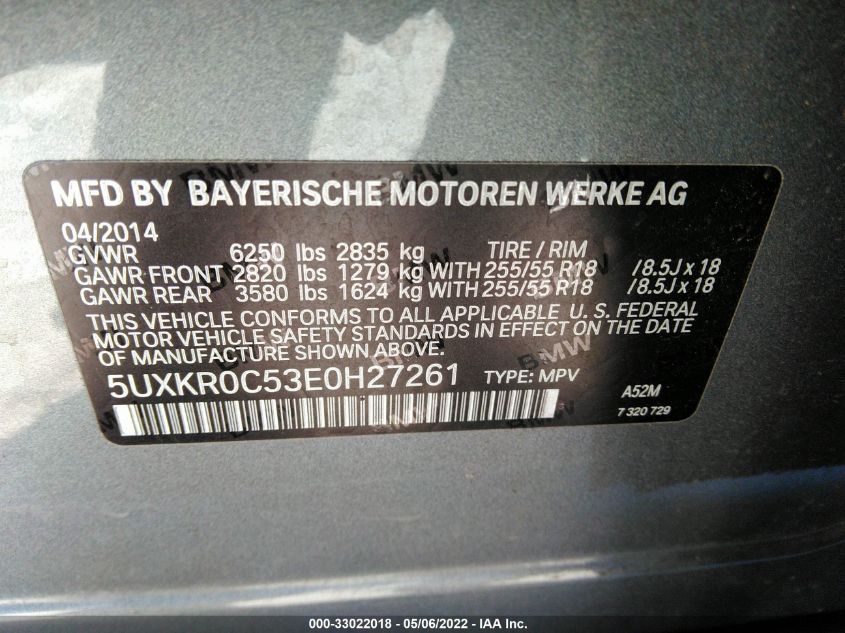 MFD BY BAYERISCHE MOTOREN WERKE AG
04/2014
GVWR 6250 lbs 2835 kg TIRE / RIM
GAWR FRONT 2820 lbs 1279 kg WITH 255/55 R18 /8.5J x 18
GAWR REAR 3580 lbs 1624 kg WITH 255/55 R18 /8.5J x 18
THIS VEHICLE CONFORMS TO ALL APPLICABLE U. S. FEDERAL
MOTOR VEHICLE SAFETY STANDARDS IN EFFECT ON THE DATE
OF MANUFACTURE SHOWN ABOVE.
5UXKR0C53E0H27261 TYPE: MPV A52M
7 320 729
000-33022018 - 05/06/2022 - IAA Inc.